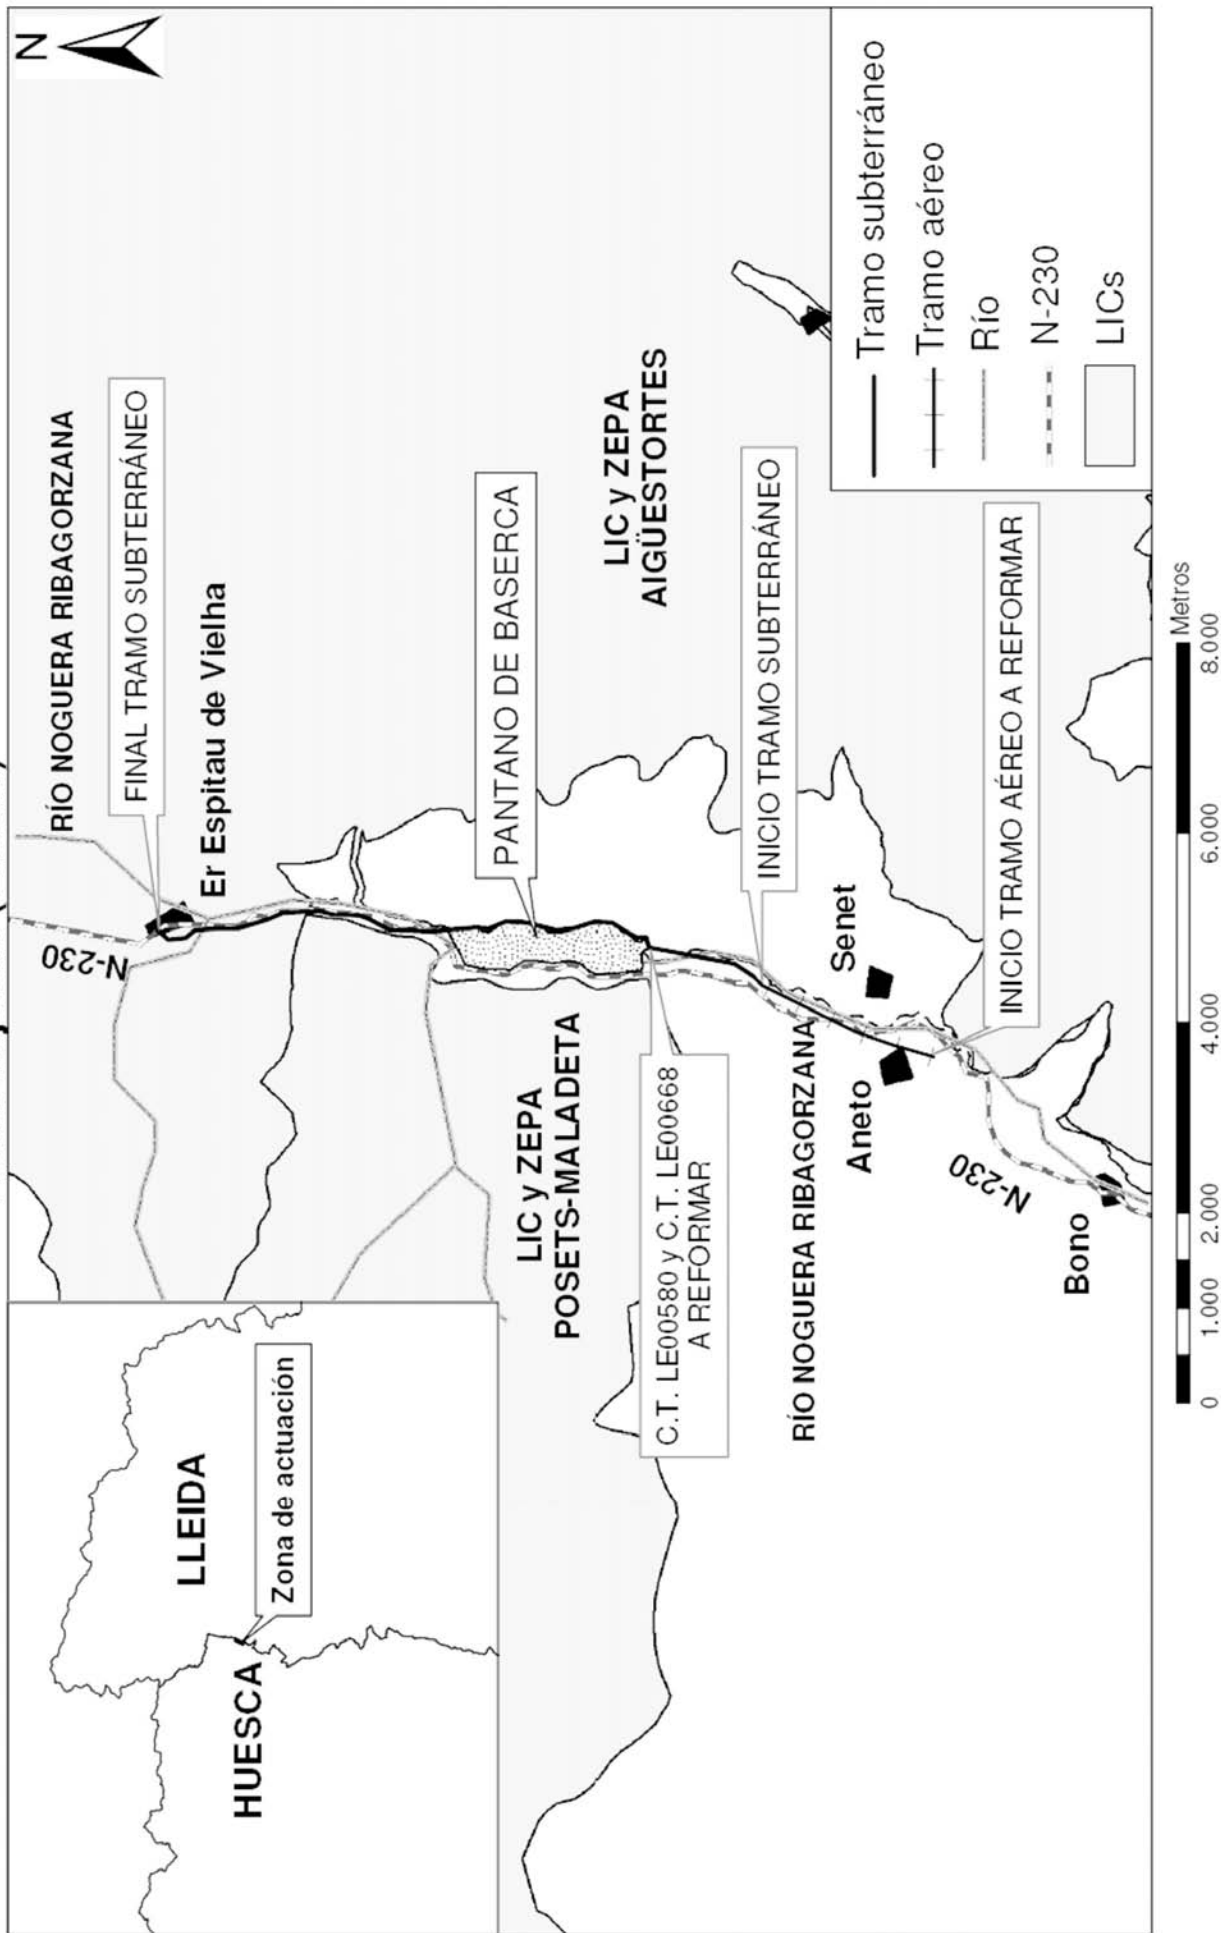 N
RÍO NOGUERA RIBAGORZANA
FINAL TRAMO SUBTERRÁNEO
Er Espitau de Vielha
N-230
LLEIDA
Zona de actuación
HUESCA
PANTANO DE BASERCA
LIC y ZEPA
AIGÜESTORTES
LIC y ZEPA
POSETS-MALADETA
C.T. LE00580 y C.T. LE00668
A REFORMAR
INICIO TRAMO SUBTERRÁNEO
RÍO NOGUERA RIBAGORZANA
Senet
Aneto
INICIO TRAMO AÉREO A REFORMAR
N-230
Bono
Tramo subterráneo
Tramo aéreo
Río
N-230
LICs
0 1.000 2.000 4.000 6.000 8.000
Metros